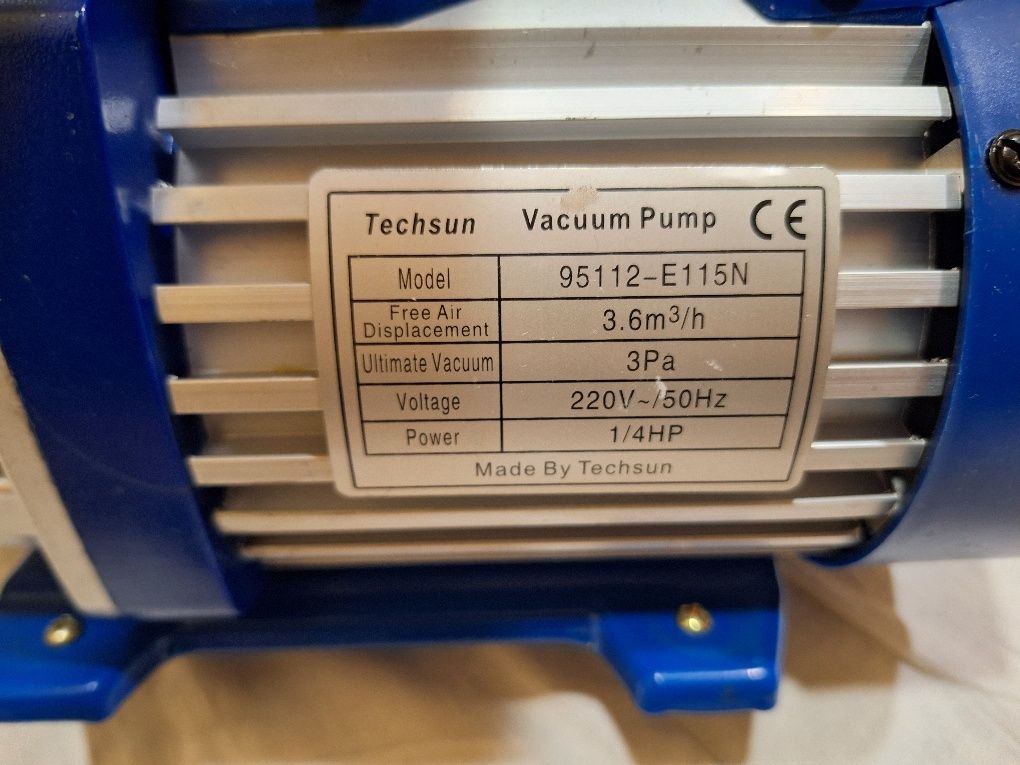 Techsun Vacuum Pump CE
Model 95112-E115N
Free Air
Displacement 3.6m³/h
Ultimate Vacuum 3Pa
Voltage 220V~/50Hz
Power 1/4HP
Made By Techsun